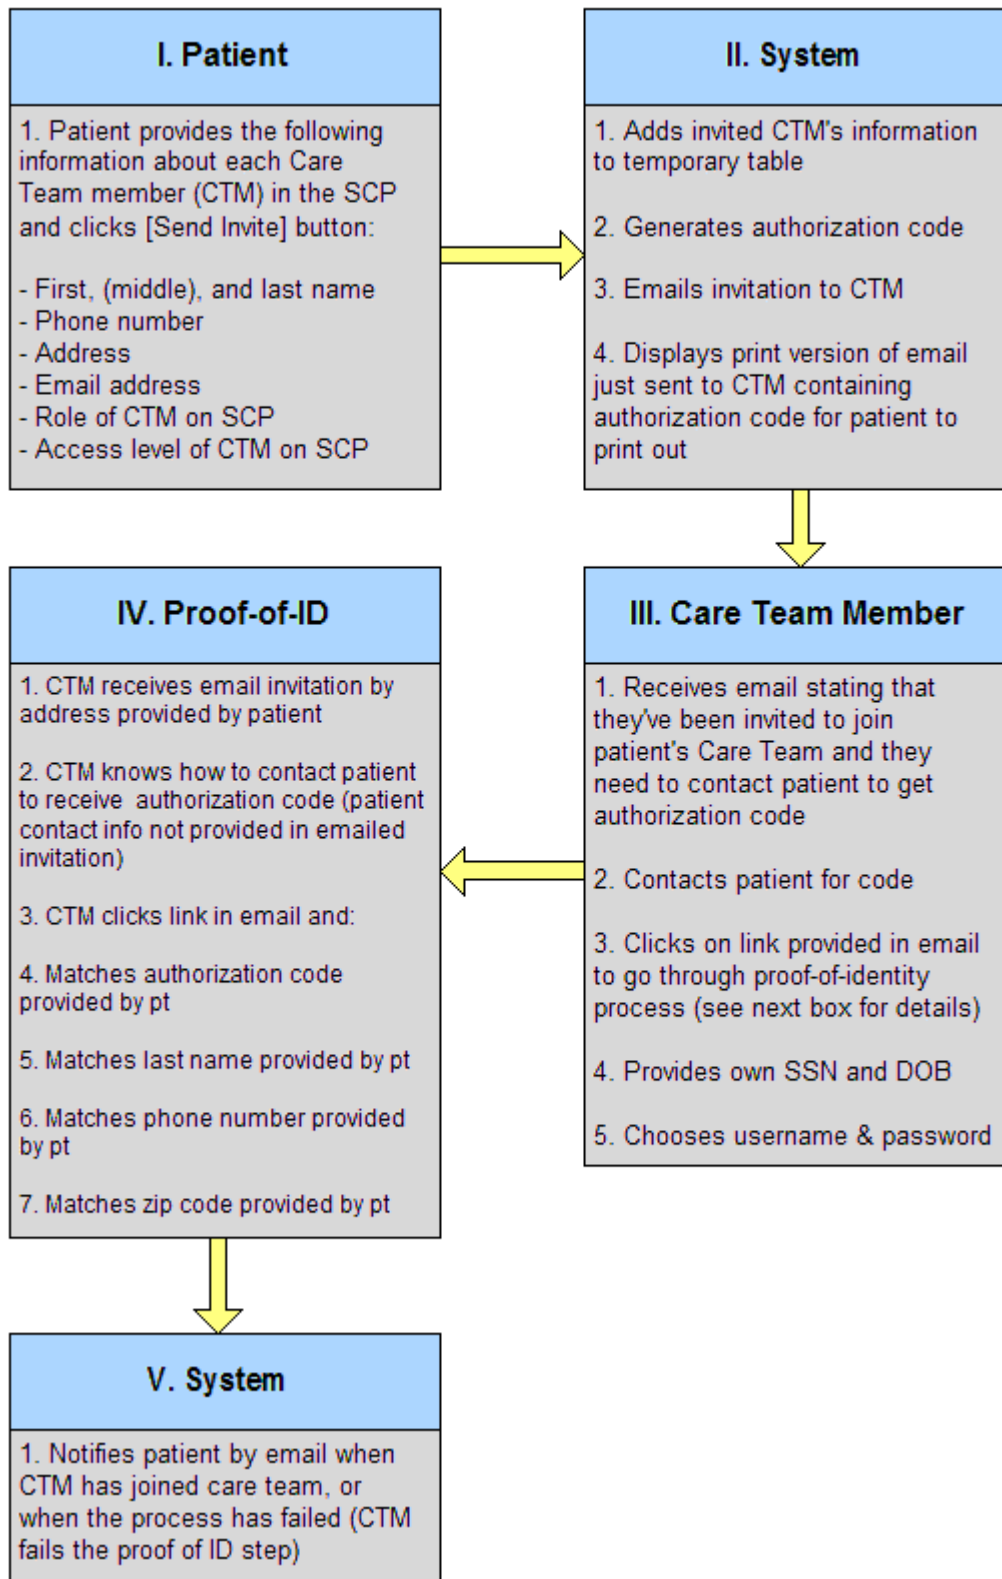 I. Patient
1. Patient provides the following
information about each Care
Team member (CTM) in the SCP
and clicks [Send Invite] button:
- First, (middle), and last name
- Phone number
- Address
- Email address
- Role of CTM on SCP
- Access level of CTM on SCP
II. System
1. Adds invited CTM's information
to temporary table
2. Generates authorization code
3. Emails invitation to CTM
4. Displays print version of email
just sent to CTM containing
authorization code for patient to
print out
III. Care Team Member
1. Receives email stating that
they've been invited to join
patient's Care Team and they
need to contact patient to get
authorization code
2. Contacts patient for code
3. Clicks on link provided in email
to go through proof-of-identity
process (see next box for details)
4. Provides own SSN and DOB
5. Chooses username & password
IV. Proof-of-ID
1. CTM receives email invitation by
address provided by patient
2. CTM knows how to contact patient
to receive authorization code (patient
contact info not provided in emailed
invitation)
3. CTM clicks link in email and:
4. Matches authorization code
provided by pt
5. Matches last name provided by pt
6. Matches phone number provided
by pt
7. Matches zip code provided by pt
V. System
1. Notifies patient by email when
CTM has joined care team, or
when the process has failed (CTM
fails the proof of ID step)